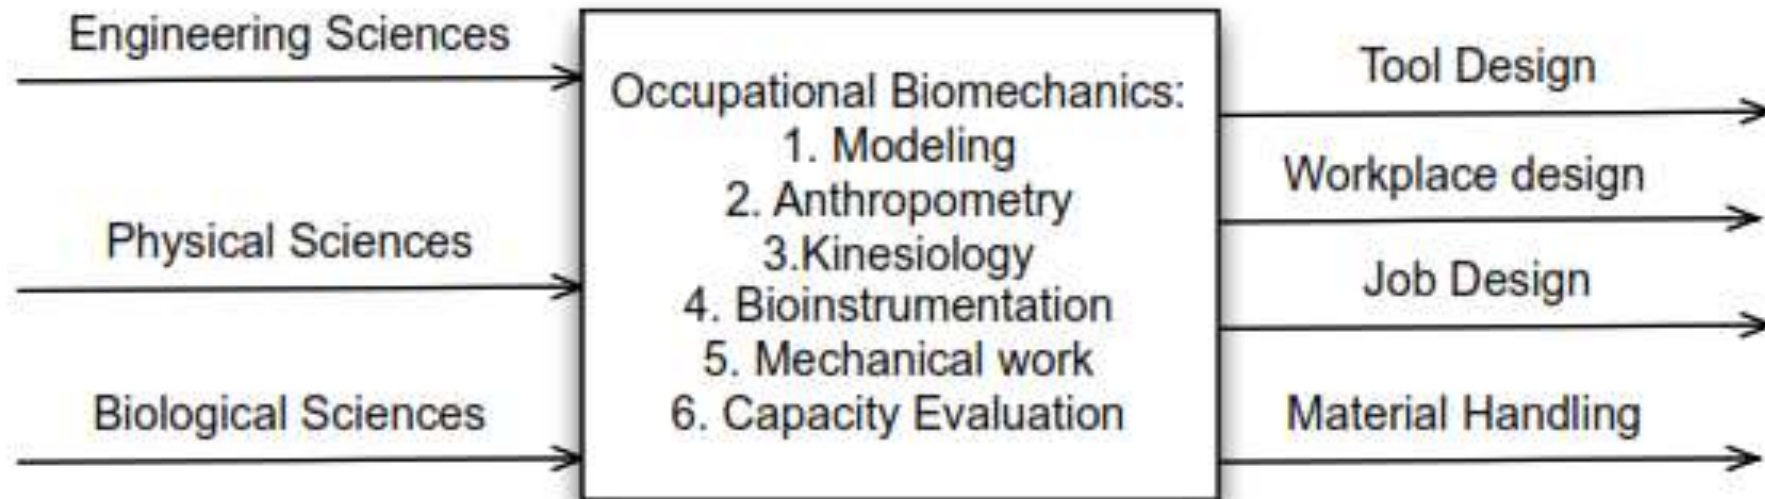 Engineering Sciences
Physical Sciences
Biological Sciences
Occupational Biomechanics:
1. Modeling
2. Anthropometry
3.Kinesiology
4. Bioinstrumentation
5. Mechanical work
6. Capacity Evaluation
Tool Design
Workplace design
Job Design
Material Handling